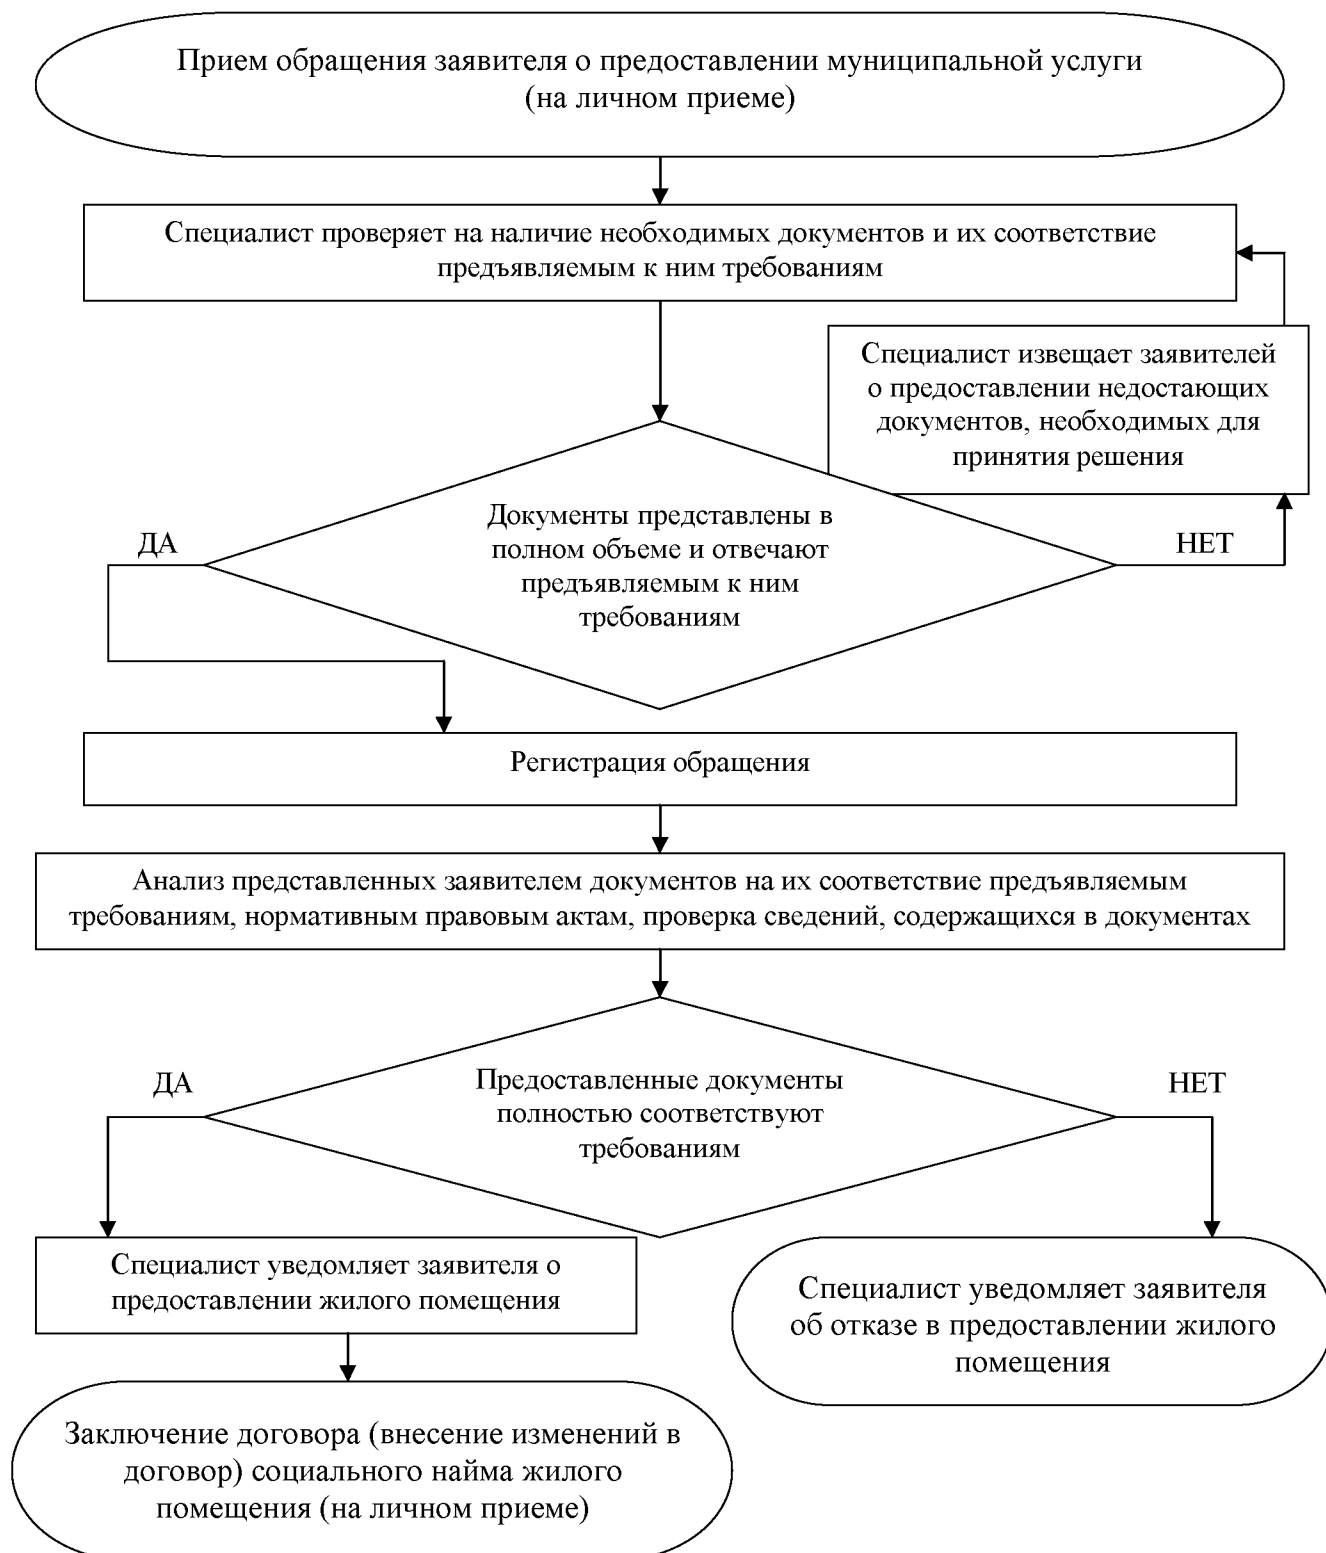 Прием обращения заявителя о предоставлении муниципальной услуги
(на личном приеме)
Специалист проверяет на наличие необходимых документов и их соответствие
предъявляемым к ним требованиям
Специалист извещает заявителей
о предоставлении недостающих
документов, необходимых для
принятия решения
Документы представлены в
полном объеме и отвечают
предъявляемым к ним
требованиям
ДА
НЕТ
Регистрация обращения
Анализ представленных заявителем документов на их соответствие предъявляемым
требованиям, нормативным правовым актам, проверка сведений, содержащихся в документах
ДА
Предоставленные документы
полностью соответствуют
требованиям
НЕТ
Специалист уведомляет заявителя о
предоставлении жилого помещения
Специалист уведомляет заявителя
об отказе в предоставлении жилого
помещения
Заключение договора (внесение изменений в
договор) социального найма жилого
помещения (на личном приеме)